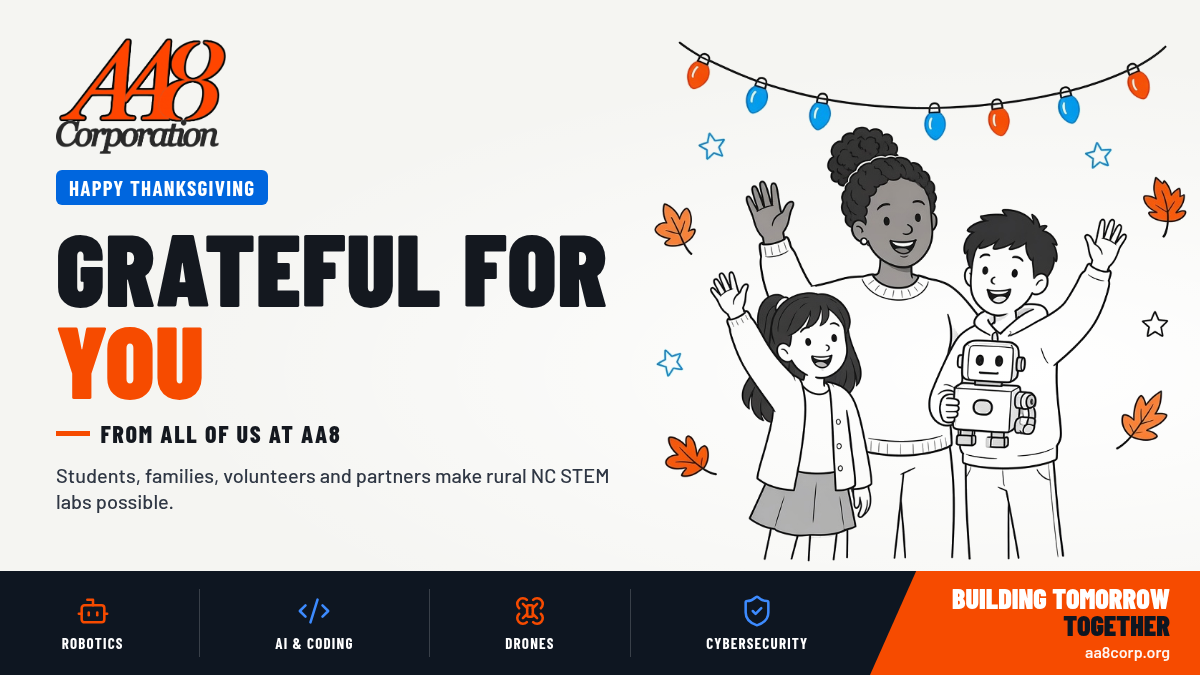 AA8
Corporation
HAPPY THANKSGIVING
GRATEFUL FOR
YOU
FROM ALL OF US AT AA8
Students, families, volunteers and partners make rural NC STEM
labs possible.
ROBOTICS
AI & CODING
DRONES
CYBERSECURITY
BUILDING TOMORROW
TOGETHER
aa8corp.org